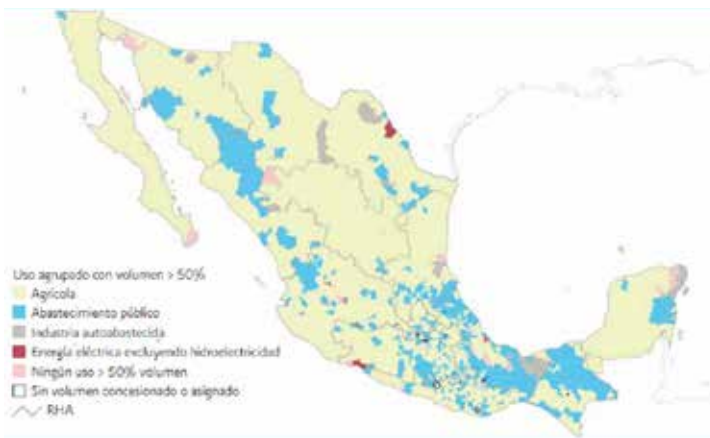 Uso agrupado con volumen > 50%
Agrícola
Abastecimiento público
Industria autoabastecida
Energía eléctrica excluyendo hidroelectricidad
Ningún uso > 50% volumen
Sin volumen concesionado o asignado
RHA